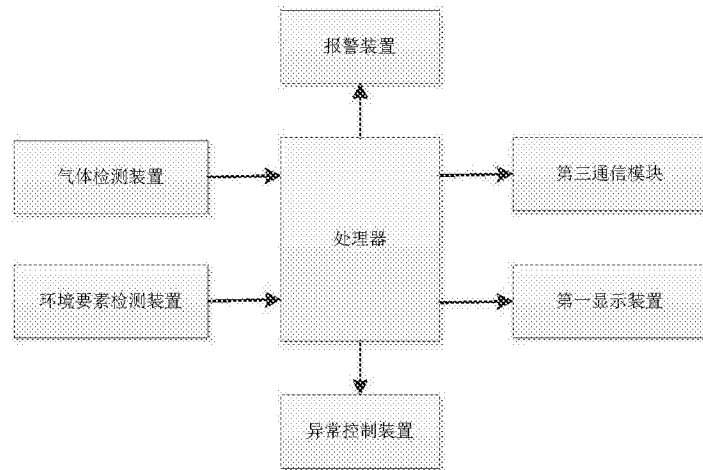 报警装置
气体检测装置
第三通信模块
处理器
环境要素检测装置
第一显示装置
异常控制装置